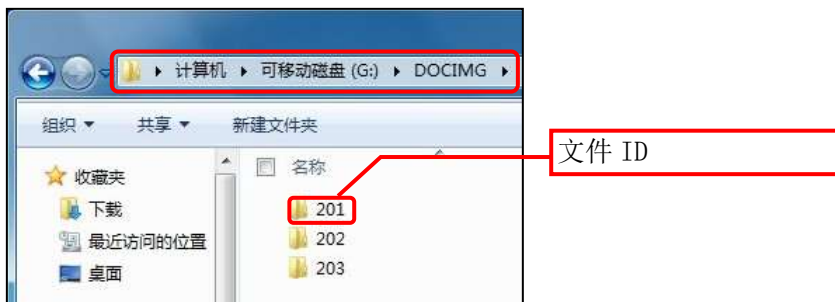 计算机 ▸ 可移动磁盘 (G:) ▸ DOCIMG ▸
组织 ▼ 共享 ▼ 新建文件夹
收藏夹
下载
最近访问的位置
桌面
名称
201
202
203
文件 ID